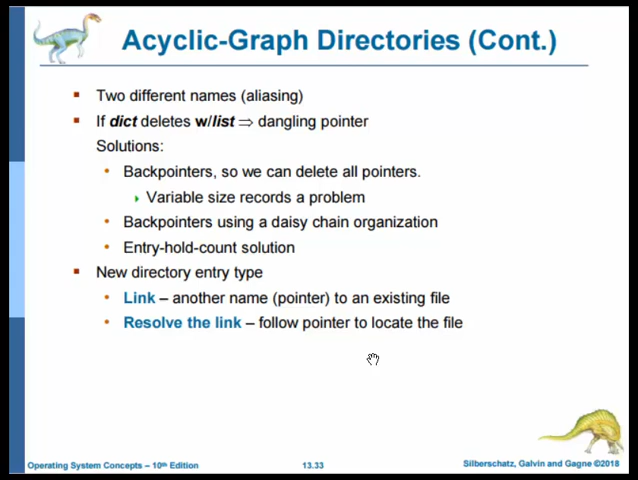 Acyclic-Graph Directories (Cont.)
Two different names (aliasing)
If dict deletes w/list ⇒ dangling pointer
Solutions:
Backpointers, so we can delete all pointers.
Variable size records a problem
Backpointers using a daisy chain organization
Entry-hold-count solution
New directory entry type
Link – another name (pointer) to an existing file
Resolve the link – follow pointer to locate the file
Operating System Concepts – 10th Edition
13.33
Silberschatz, Galvin and Gagne ©2018